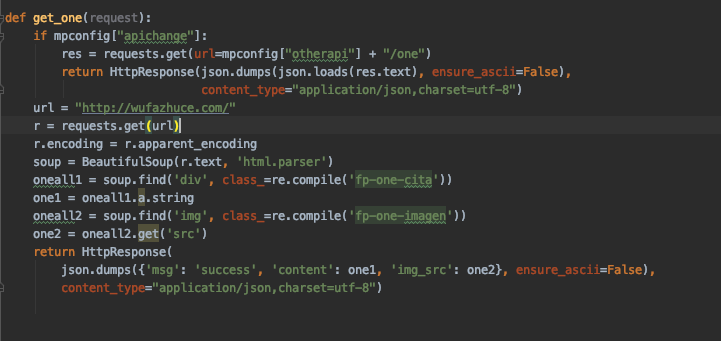 def get_one(request):
    if mpconfig["apichange"]:
        res = requests.get(url=mpconfig["otherapi"] + "/one")
        return HttpResponse(json.dumps(json.loads(res.text), ensure_ascii=False),
                            content_type="application/json,charset=utf-8")
    url = "http://wufazhuce.com/"
    r = requests.get(url)
    r.encoding = r.apparent_encoding
    soup = BeautifulSoup(r.text, 'html.parser')
    oneall1 = soup.find('div', class_=re.compile('fp-one-cita'))
    one1 = oneall1.a.string
    oneall2 = soup.find('img', class_=re.compile('fp-one-imagen'))
    one2 = oneall2.get('src')
    return HttpResponse(
        json.dumps({'msg': 'success', 'content': one1, 'img_src': one2}, ensure_ascii=False),
        content_type="application/json,charset=utf-8")